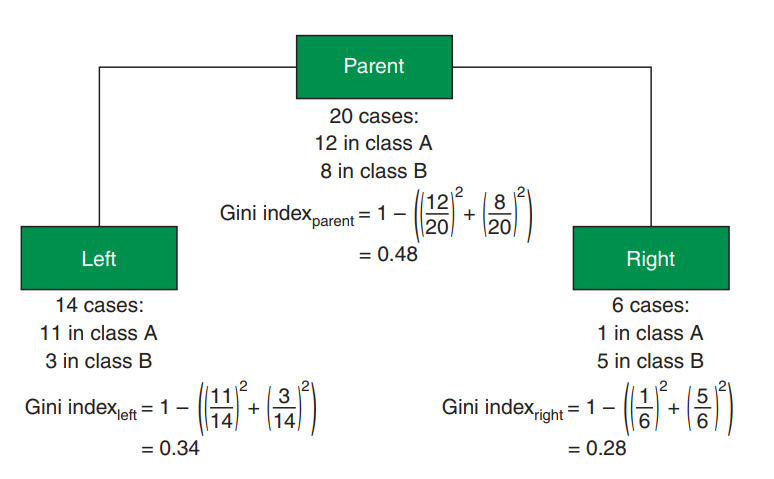 Parent
20 cases:
12 in class A
8 in class B
Gini index_parent = 1 − ((12/20)² + (8/20)²)
= 0.48
Left
14 cases:
11 in class A
3 in class B
Gini index_left = 1 − ((11/14)² + (3/14)²)
= 0.34
Right
6 cases:
1 in class A
5 in class B
Gini index_right = 1 − ((1/6)² + (5/6)²)
= 0.28